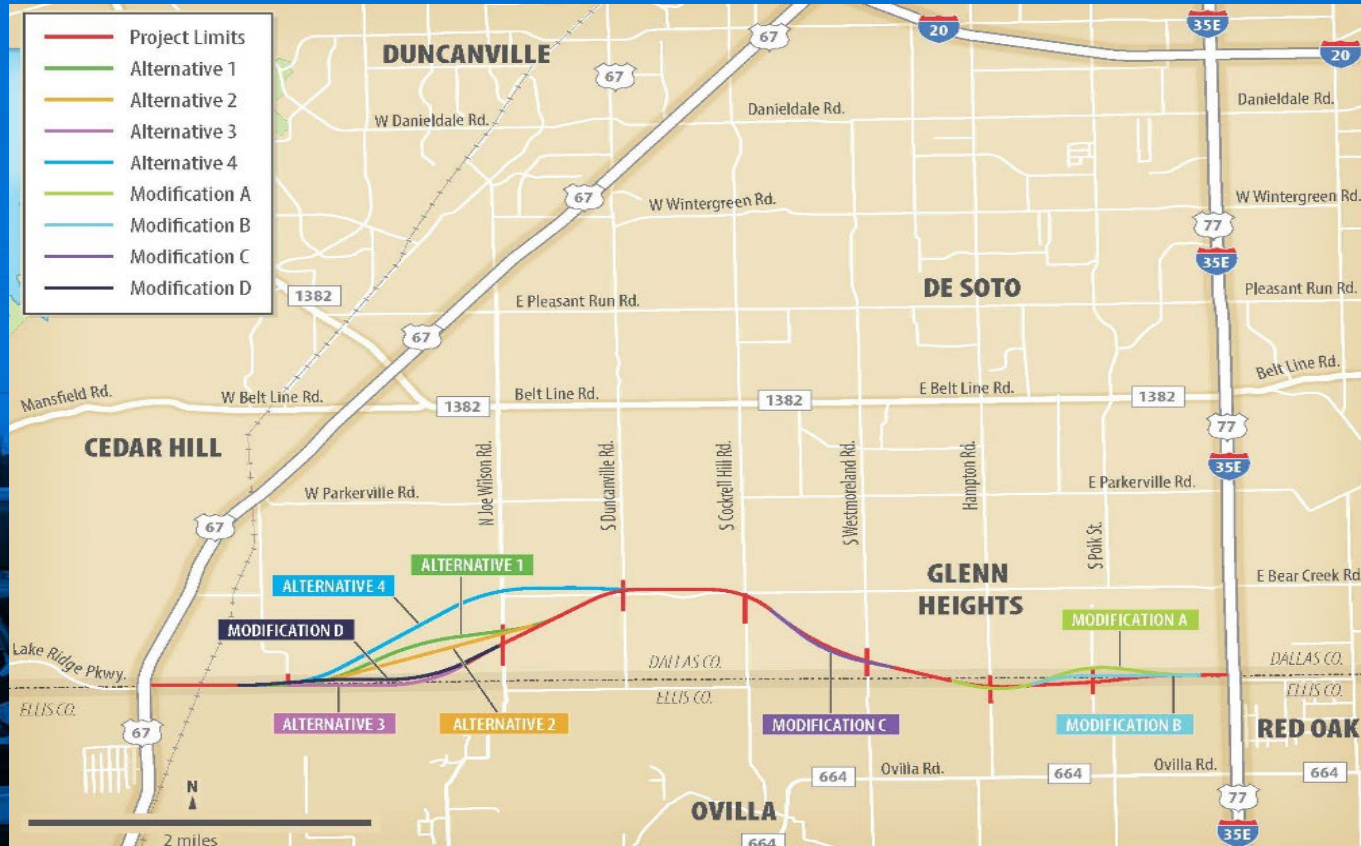 Project Limits
Alternative 1
Alternative 2
Alternative 3
Alternative 4
Modification A
Modification B
Modification C
Modification D
DUNCANVILLE
67
20
35E
20
67
W Danieldale Rd.
Danieldale Rd.
Danieldale Rd.
67
W Wintergreen Rd.
W Wintergreen Rd.
77
35E
1382
E Pleasant Run Rd.
DE SOTO
Pleasant Run Rd.
67
Mansfield Rd.
W Belt Line Rd.
1382
Belt Line Rd.
1382
E Belt Line Rd.
1382
Belt Line Rd.
77
35E
CEDAR HILL
W Parkerville Rd.
N Joe Wilson Rd.
S Duncanville Rd.
S Cockrell Hill Rd.
S Westmoreland Rd.
Hampton Rd.
S Polk St.
E Parkerville Rd.
67
ALTERNATIVE 1
ALTERNATIVE 4
GLENN
HEIGHTS
E Bear Creek Rd
MODIFICATION D
MODIFICATION A
Lake Ridge Pkwy.
DALLAS CO.
DALLAS CO.
ELLIS CO.
ELLIS CO.
ELLIS CO.
ALTERNATIVE 3
ALTERNATIVE 2
MODIFICATION C
MODIFICATION B
RED OAK
67
664
Ovilla Rd.
664
Ovilla Rd.
664
N
OVILLA
77
35E
2 miles
664